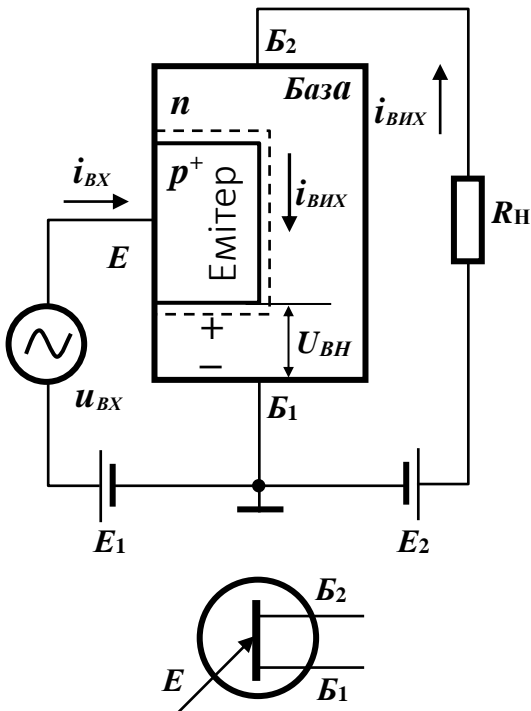 Б2
База
n
iВИХ
iВХ
p+
Емітер
iВИХ
RН
E
+
−
UВН
uВХ
Б1
E1
E2
Б2
E
Б1